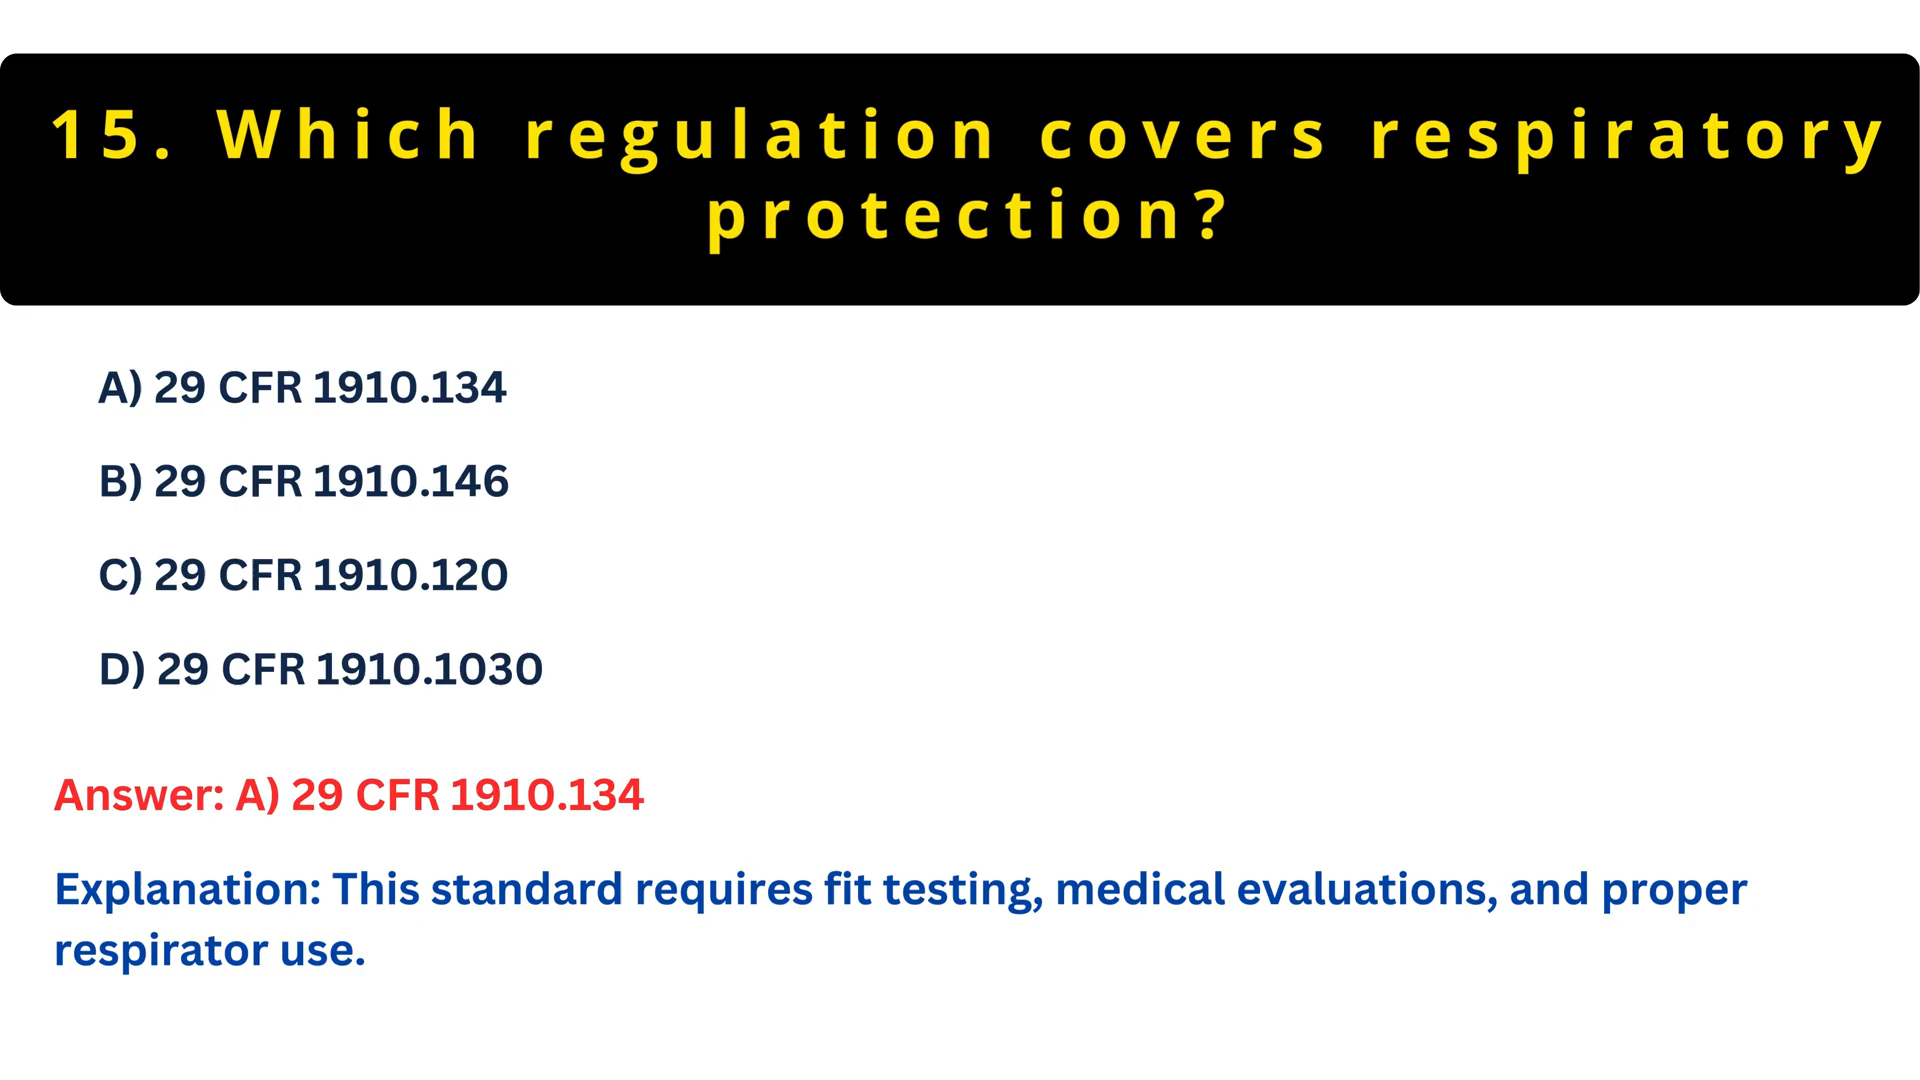 15. Which regulation covers respiratory
protection?
A) 29 CFR 1910.134
B) 29 CFR 1910.146
C) 29 CFR 1910.120
D) 29 CFR 1910.1030
Answer: A) 29 CFR 1910.134
Explanation: This standard requires fit testing, medical evaluations, and proper
respirator use.